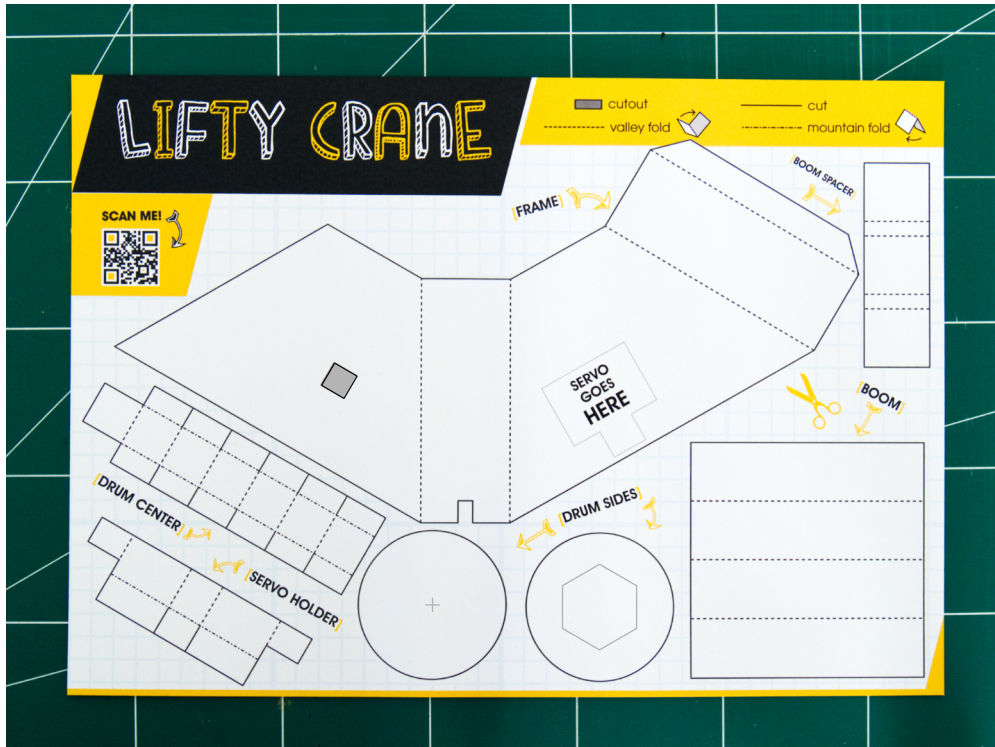 LIFTY CRANE
cutout
cut
valley fold
mountain fold
SCAN ME!
[FRAME]
[BOOM SPACER]
SERVO
GOES
HERE
[BOOM]
[DRUM CENTER]
[DRUM SIDES]
[SERVO HOLDER]